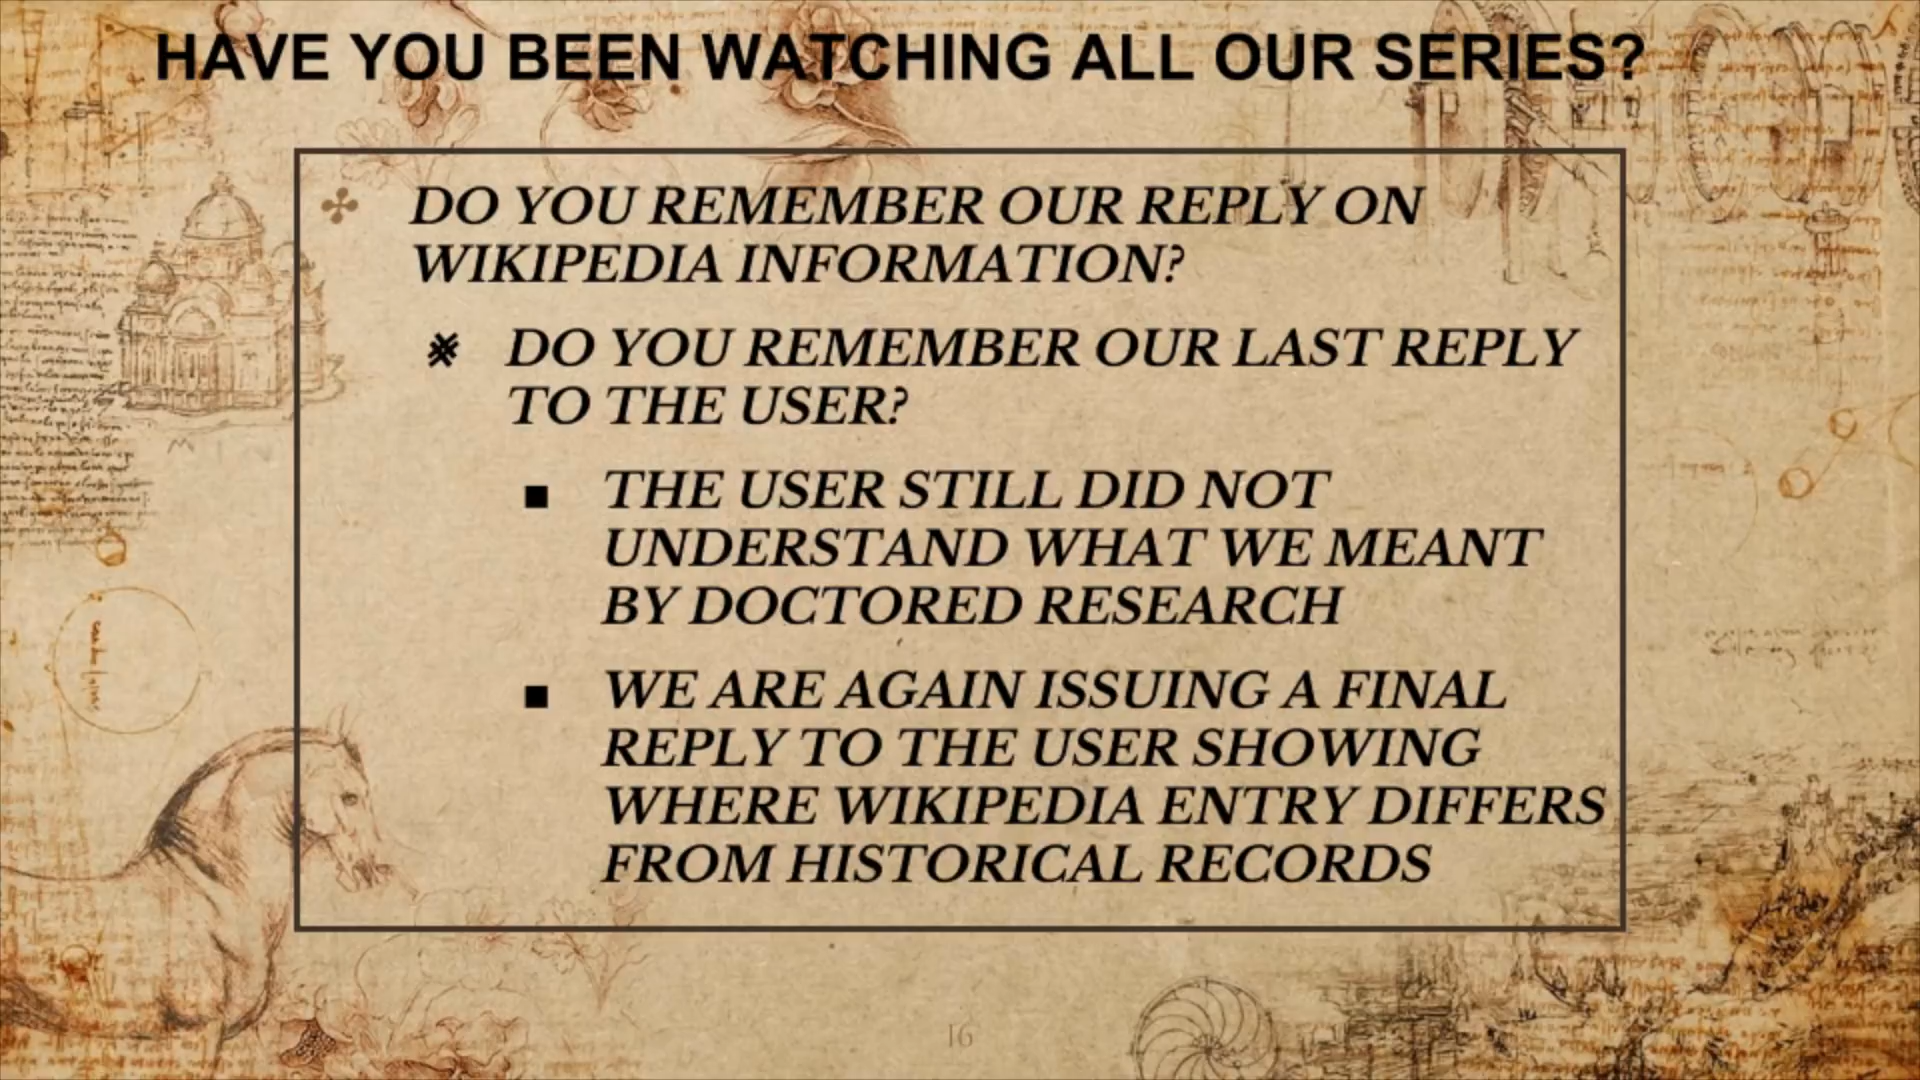 HAVE YOU BEEN WATCHING ALL OUR SERIES?
DO YOU REMEMBER OUR REPLY ON
WIKIPEDIA INFORMATION?
DO YOU REMEMBER OUR LAST REPLY
TO THE USER?
THE USER STILL DID NOT
UNDERSTAND WHAT WE MEANT
BY DOCTORED RESEARCH
WE ARE AGAIN ISSUING A FINAL
REPLY TO THE USER SHOWING
WHERE WIKIPEDIA ENTRY DIFFERS
FROM HISTORICAL RECORDS
16